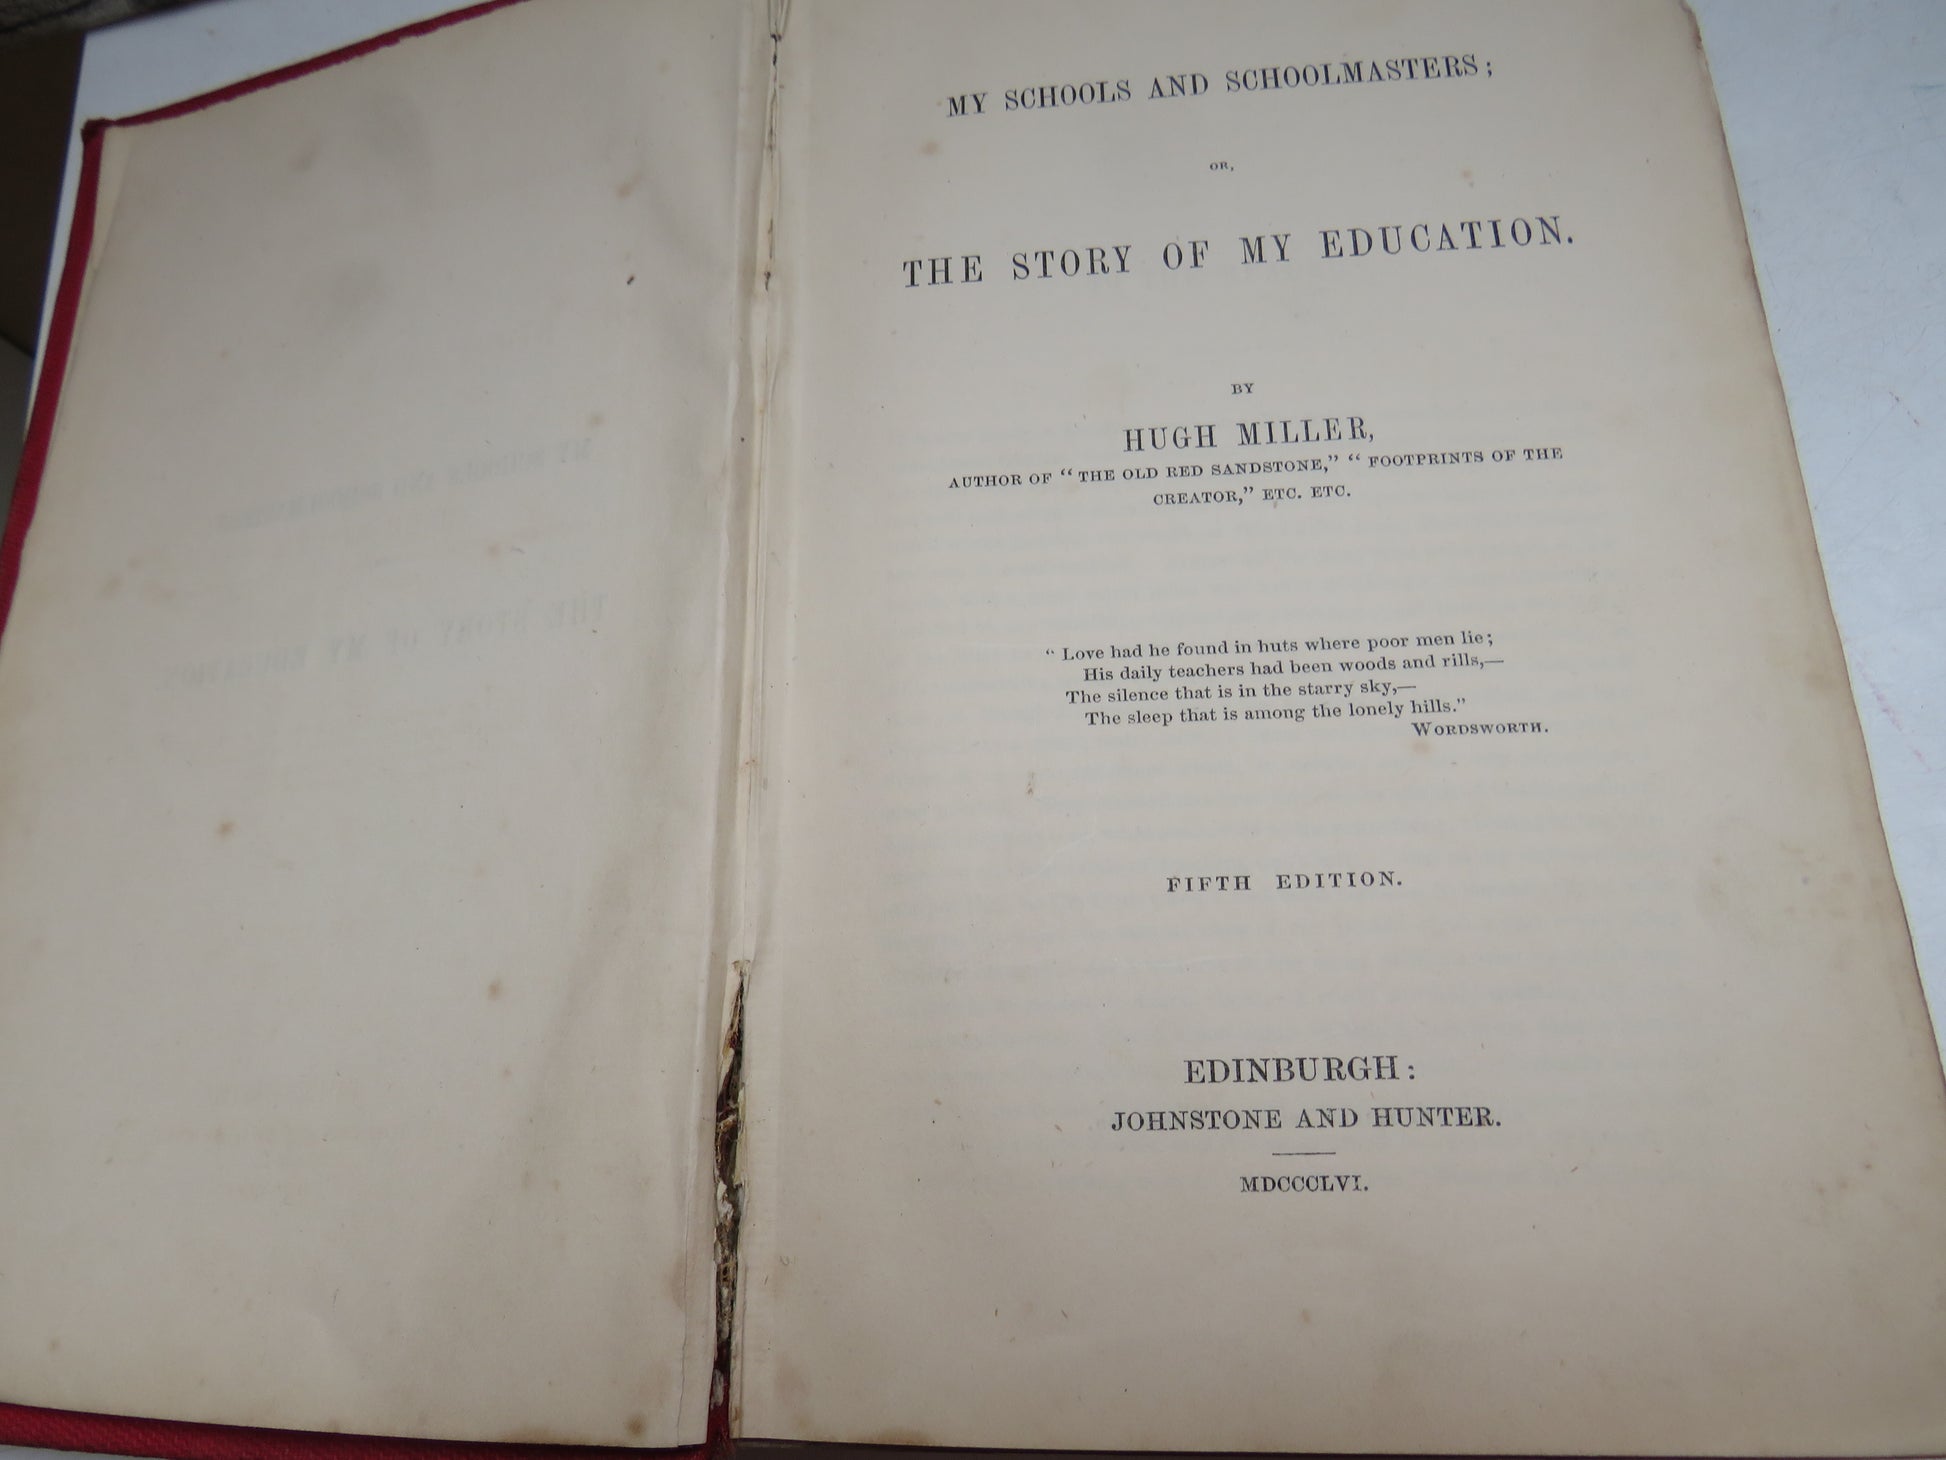 MY SCHOOLS AND SCHOOLMASTERS;
OR,
THE STORY OF MY EDUCATION.
BY
HUGH MILLER,
AUTHOR OF "THE OLD RED SANDSTONE," "FOOTPRINTS OF THE
CREATOR," ETC. ETC.
"Love had he found in huts where poor men lie;
His daily teachers had been woods and rills,—
The silence that is in the starry sky,—
The sleep that is among the lonely hills."
WORDSWORTH.
FIFTH EDITION.
EDINBURGH:
JOHNSTONE AND HUNTER.
MDCCCLVI.